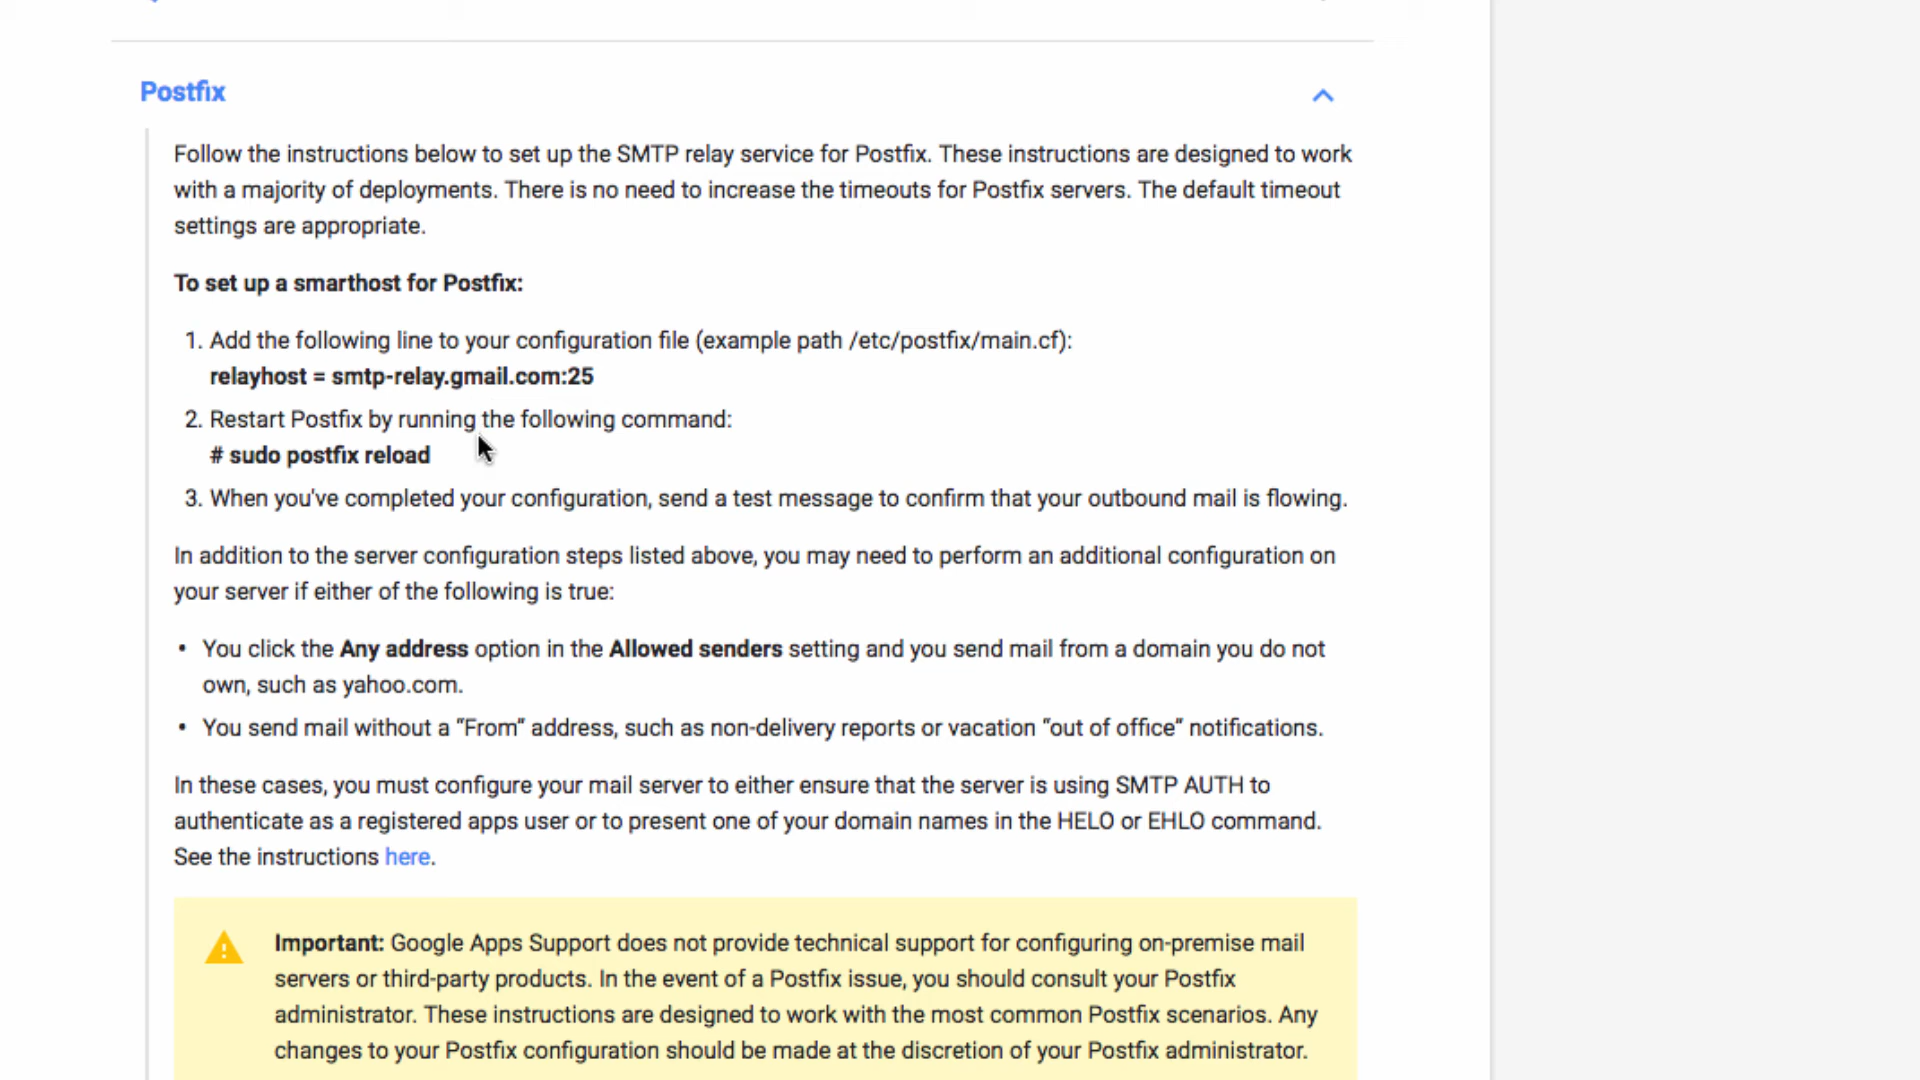 Postfix
Follow the instructions below to set up the SMTP relay service for Postfix. These instructions are designed to work
with a majority of deployments. There is no need to increase the timeouts for Postfix servers. The default timeout
settings are appropriate.
To set up a smarthost for Postfix:
1. Add the following line to your configuration file (example path /etc/postfix/main.cf):
relayhost = smtp-relay.gmail.com:25
2. Restart Postfix by running the following command:
# sudo postfix reload
3. When you've completed your configuration, send a test message to confirm that your outbound mail is flowing.
In addition to the server configuration steps listed above, you may need to perform an additional configuration on
your server if either of the following is true:
• You click the Any address option in the Allowed senders setting and you send mail from a domain you do not
own, such as yahoo.com.
• You send mail without a “From” address, such as non-delivery reports or vacation “out of office” notifications.
In these cases, you must configure your mail server to either ensure that the server is using SMTP AUTH to
authenticate as a registered apps user or to present one of your domain names in the HELO or EHLO command.
See the instructions here.
Important: Google Apps Support does not provide technical support for configuring on-premise mail
servers or third-party products. In the event of a Postfix issue, you should consult your Postfix
administrator. These instructions are designed to work with the most common Postfix scenarios. Any
changes to your Postfix configuration should be made at the discretion of your Postfix administrator.